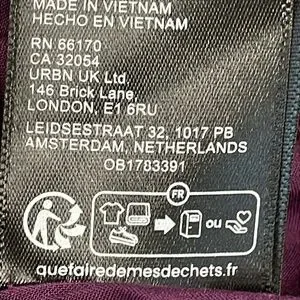 MADE IN VIETNAM
HECHO EN VIETNAM
RN 66170
CA 32054
URBN UK Ltd.
146 Brick Lane,
LONDON, E1 6RU
LEIDSESTRAAT 32, 1017 PB
AMSTERDAM, NETHERLANDS
OB1783391
FR
ou
quefairedemesdechets.fr